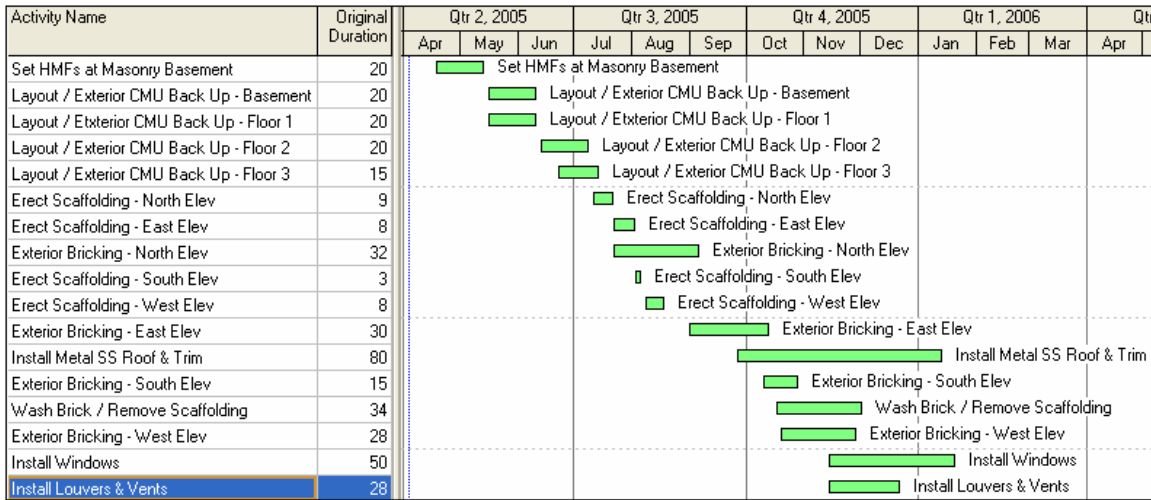 Activity Name Original Duration Qtr 2, 2005 Qtr 3, 2005 Qtr 4, 2005 Qtr 1, 2006 Qt
Apr May Jun Jul Aug Sep Oct Nov Dec Jan Feb Mar Apr
Set HMFs at Masonry Basement 20 Set HMFs at Masonry Basement
Layout / Exterior CMU Back Up - Basement 20 Layout / Exterior CMU Back Up - Basement
Layout / Etxterior CMU Back Up - Floor 1 20 Layout / Etxterior CMU Back Up - Floor 1
Layout / Exterior CMU Back Up - Floor 2 20 Layout / Exterior CMU Back Up - Floor 2
Layout / Exterior CMU Back Up - Floor 3 15 Layout / Exterior CMU Back Up - Floor 3
Erect Scaffolding - North Elev 9 Erect Scaffolding - North Elev
Erect Scaffolding - East Elev 8 Erect Scaffolding - East Elev
Exterior Bricking - North Elev 32 Exterior Bricking - North Elev
Erect Scaffolding - South Elev 3 Erect Scaffolding - South Elev
Erect Scaffolding - West Elev 8 Erect Scaffolding - West Elev
Exterior Bricking - East Elev 30 Exterior Bricking - East Elev
Install Metal SS Roof & Trim 80 Install Metal SS Roof & Trim
Exterior Bricking - South Elev 15 Exterior Bricking - South Elev
Wash Brick / Remove Scaffolding 34 Wash Brick / Remove Scaffolding
Exterior Bricking - West Elev 28 Exterior Bricking - West Elev
Install Windows 50 Install Windows
Install Louvers & Vents 28 Install Louvers & Vents